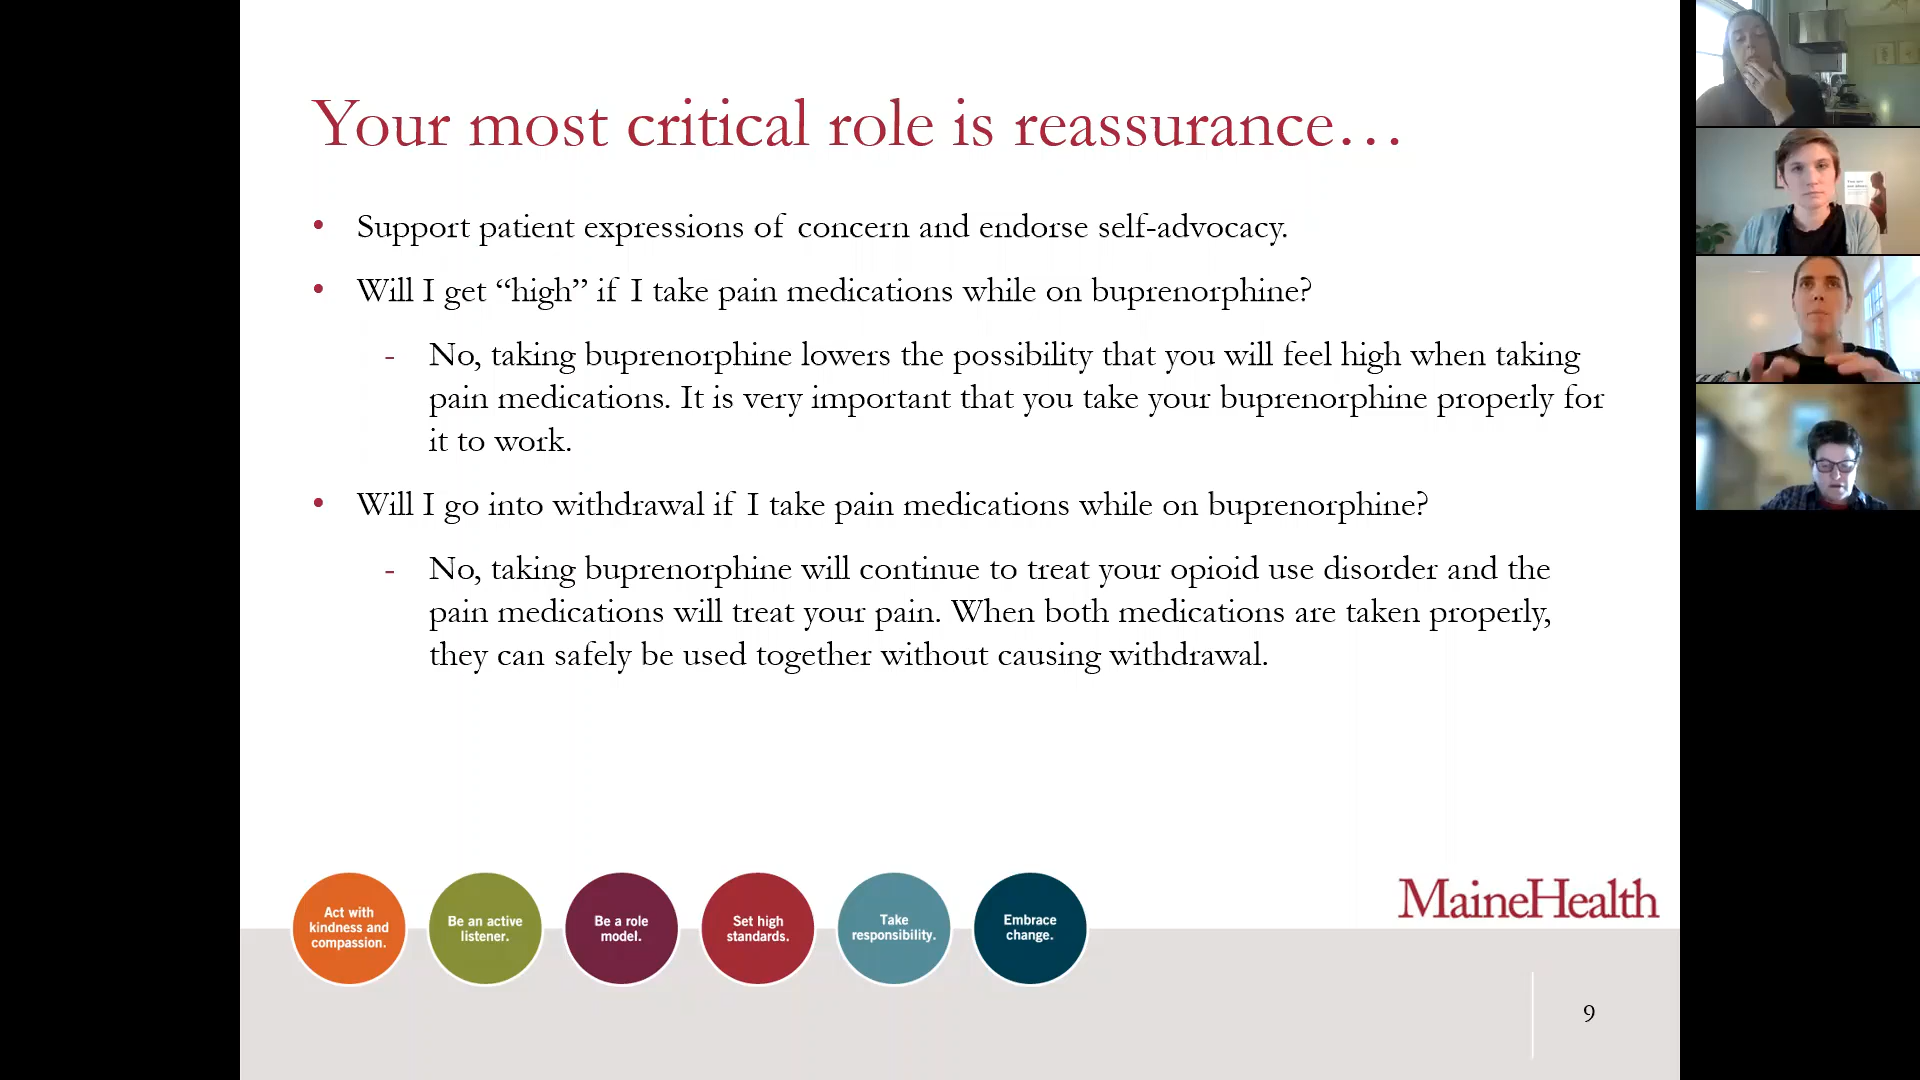 Your most critical role is reassurance…
• Support patient expressions of concern and endorse self-advocacy.
• Will I get “high” if I take pain medications while on buprenorphine?
- No, taking buprenorphine lowers the possibility that you will feel high when taking
pain medications. It is very important that you take your buprenorphine properly for
it to work.
• Will I go into withdrawal if I take pain medications while on buprenorphine?
- No, taking buprenorphine will continue to treat your opioid use disorder and the
pain medications will treat your pain. When both medications are taken properly,
they can safely be used together without causing withdrawal.
Act with
kindness and
compassion.
Be an active
listener.
Be a role
model.
Set high
standards.
Take
responsibility.
Embrace
change.
MaineHealth
9